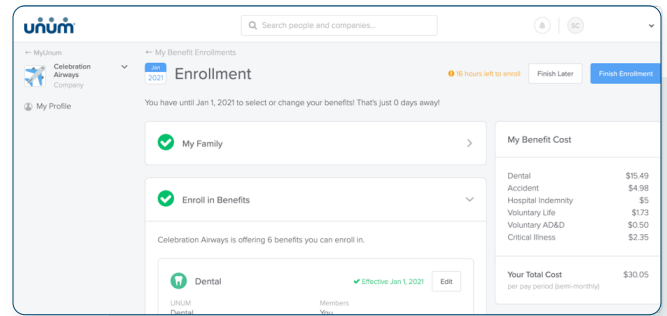 unum
Search people and companies...
SC
← MyUnum
Celebration
Airways
Company
My Profile
← My Benefit Enrollments
Jan
2021
Enrollment
16 hours left to enroll
Finish Later
Finish Enrollment
You have until Jan 1, 2021 to select or change your benefits! That's just 0 days away!
My Family
Enroll in Benefits
Celebration Airways is offering 6 benefits you can enroll in.
Dental
Effective Jan 1, 2021
Edit
UNUM
Members
Dental
You
My Benefit Cost
Dental $15.49
Accident $4.98
Hospital Indemnity $5
Voluntary Life $1.73
Voluntary AD&D $0.50
Critical Illness $2.35
Your Total Cost $30.05
per pay period (semi-monthly)